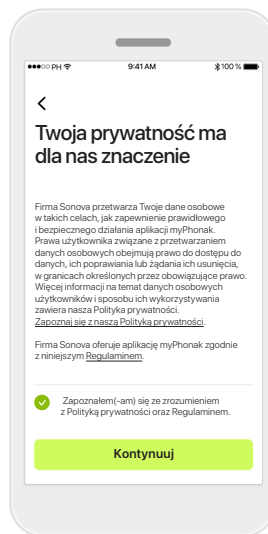 PH 9:41 AM 100 %
Twoja prywatność ma
dla nas znaczenie
Firma Sonova przetwarza Twoje dane osobowe
w takich celach, jak zapewnienie prawidłowego
i bezpiecznego działania aplikacji myPhonak.
Prawa użytkownika związane z przetwarzaniem
danych osobowych obejmują prawo do dostępu do
danych, ich poprawiania lub żądania ich usunięcia,
w granicach określonych przez obowiązujące prawo.
Więcej informacji na temat danych osobowych
użytkowników i sposobu ich wykorzystywania
zawiera nasza Polityka prywatności.
Zapoznaj się z naszą Polityką prywatności.
Firma Sonova oferuje aplikację myPhonak zgodnie
z niniejszym Regulaminem.
Zapoznałem(-am) się ze zrozumieniem
z Polityką prywatności oraz Regulaminem.
Kontynuuj